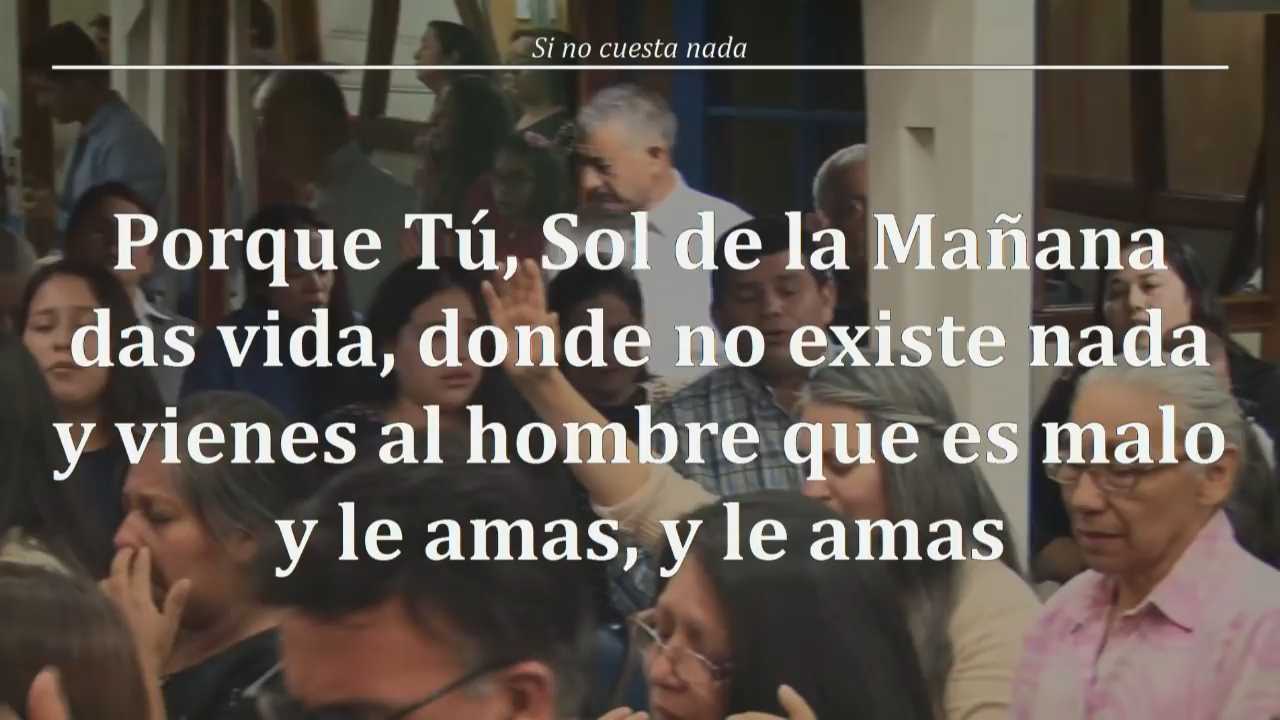 Si no cuesta nada
Porque Tú, Sol de la Mañana
das vida, donde no existe nada
y vienes al hombre que es malo
y le amas, y le amas